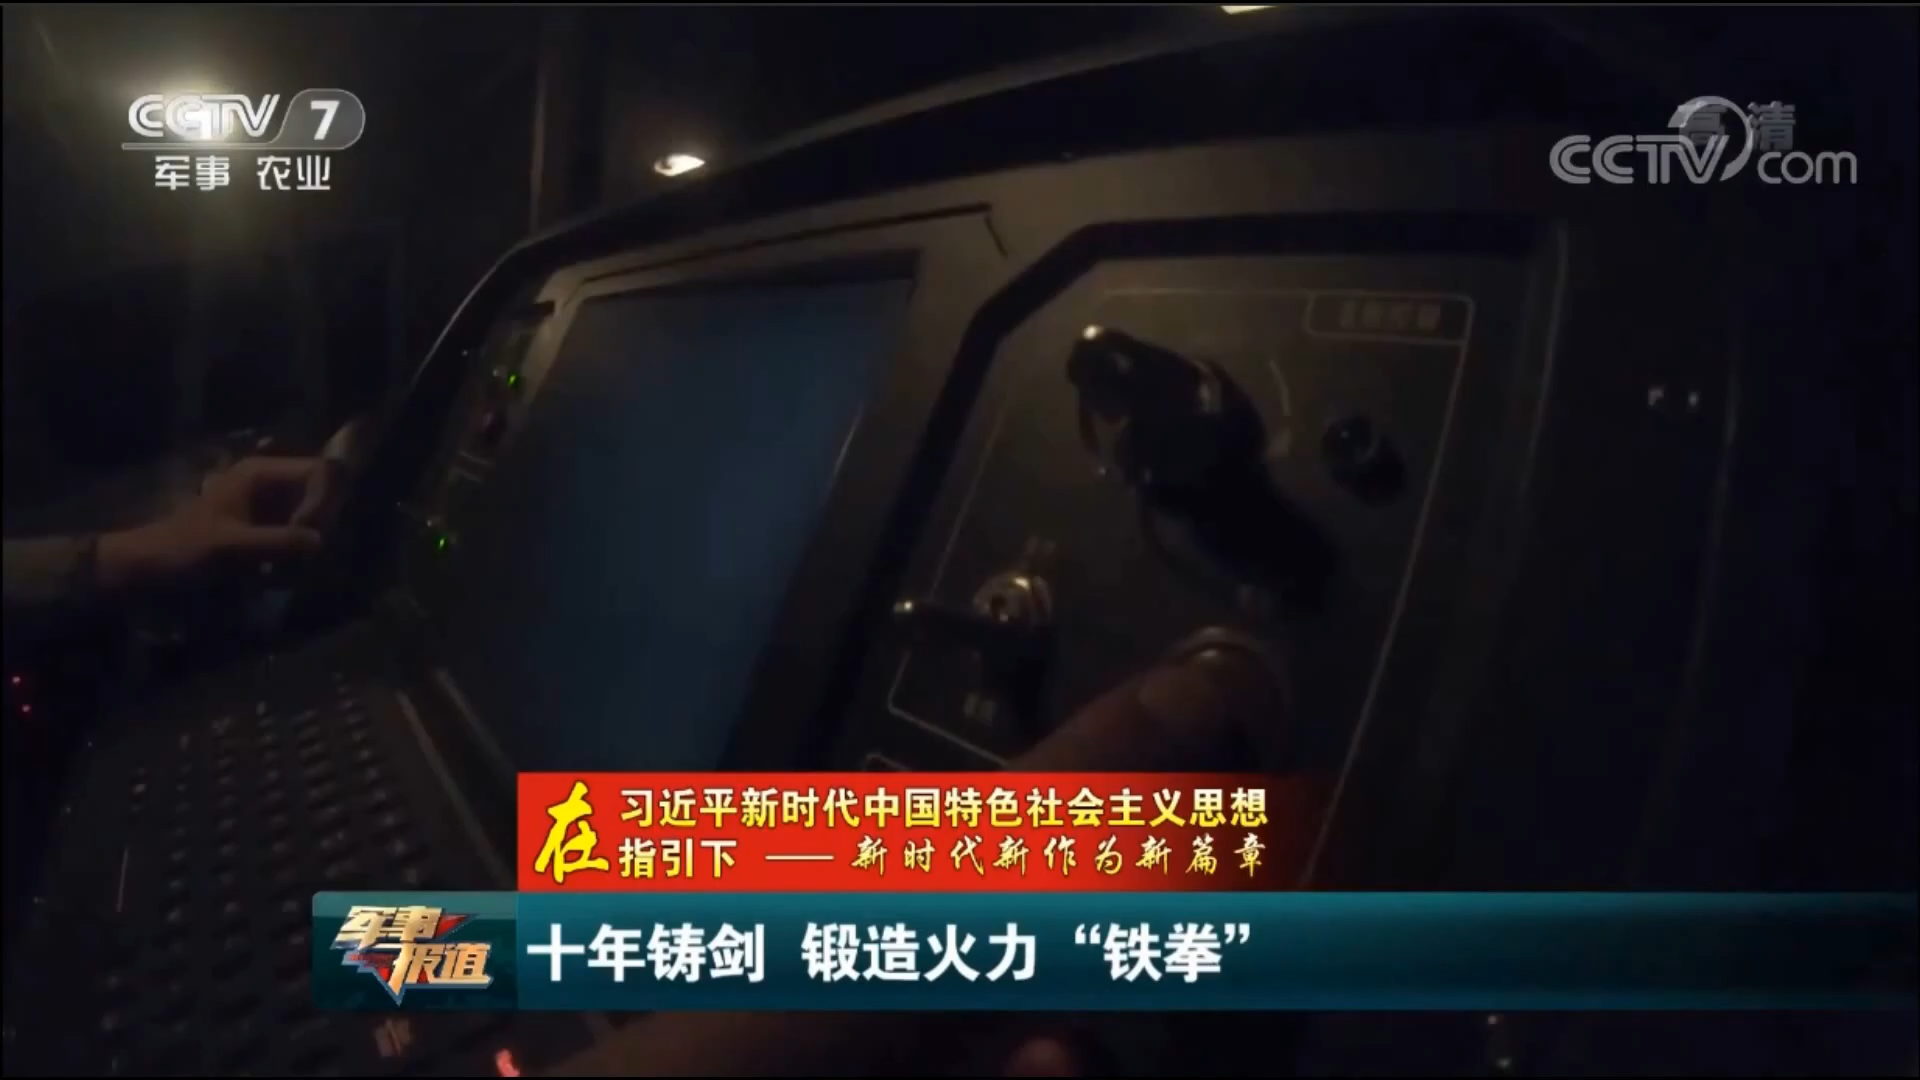 CCTV 7
军事 农业
高清
CCTV com
在 习近平新时代中国特色社会主义思想
指引下 —— 新时代新作为新篇章
军事报道
十年铸剑 锻造火力“铁拳”